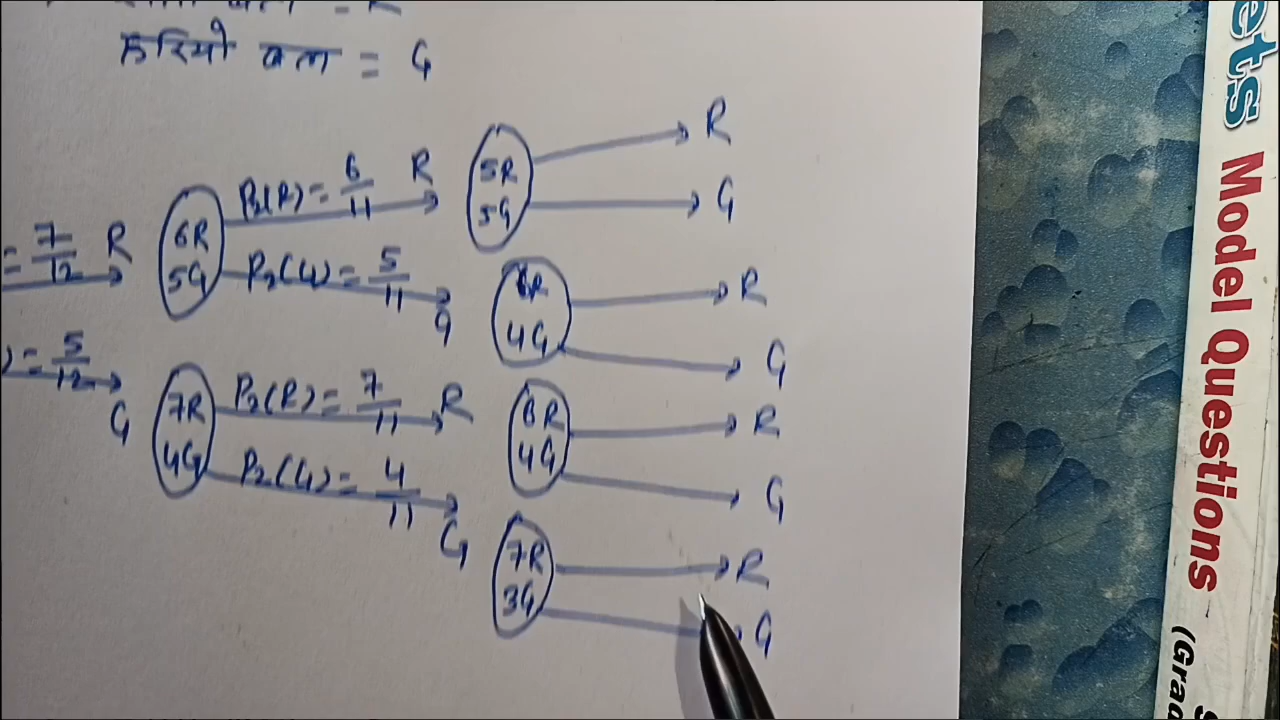 हरियो बल = G
R
P₂(R) = 6/11 R
5R
5G
G
= 7/12 R
6R
5G
P₂(G) = 5/11
G
6R
4G
R
G
) = 5/12
G
7R
4G
P₂(R) = 7/11 R
6R
4G
R
G
P₂(G) = 4/11
G
7R
3G
R
G
ets Model Questions
(Grad